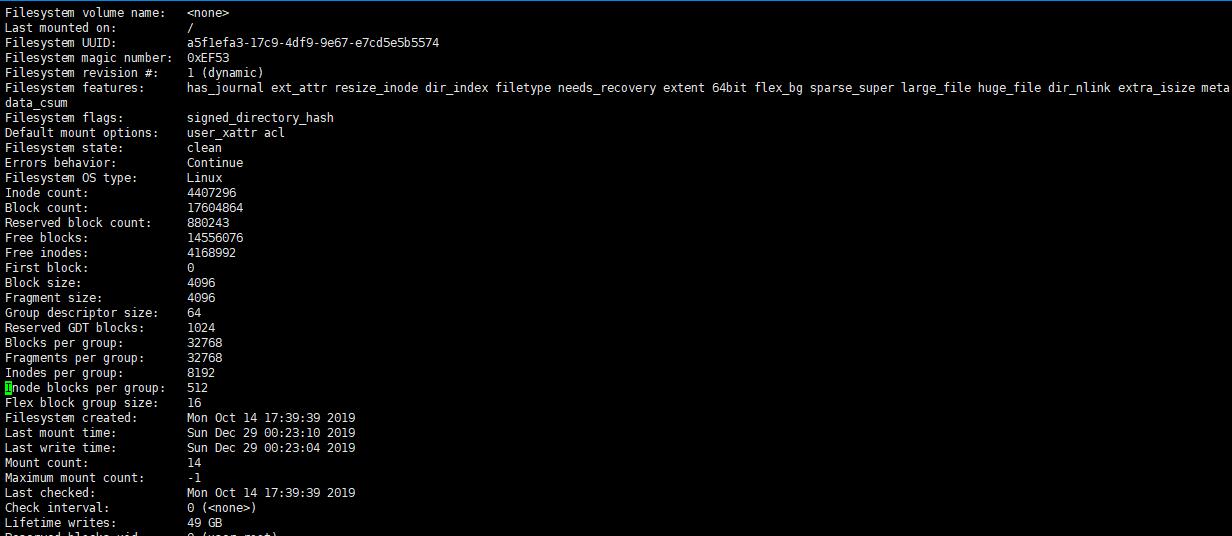 Filesystem volume name:   <none>
Last mounted on:          /
Filesystem UUID:          a5f1efa3-17c9-4df9-9e67-e7cd5e5b5574
Filesystem magic number:  0xEF53
Filesystem revision #:    1 (dynamic)
Filesystem features:      has_journal ext_attr resize_inode dir_index filetype needs_recovery extent 64bit flex_bg sparse_super large_file huge_file dir_nlink extra_isize meta
data_csum
Filesystem flags:         signed_directory_hash
Default mount options:    user_xattr acl
Filesystem state:         clean
Errors behavior:          Continue
Filesystem OS type:       Linux
Inode count:              4407296
Block count:              17604864
Reserved block count:     880243
Free blocks:              14556076
Free inodes:              4168992
First block:              0
Block size:               4096
Fragment size:            4096
Group descriptor size:    64
Reserved GDT blocks:      1024
Blocks per group:         32768
Fragments per group:      32768
Inodes per group:         8192
Inode blocks per group:   512
Flex block group size:    16
Filesystem created:       Mon Oct 14 17:39:39 2019
Last mount time:          Sun Dec 29 00:23:10 2019
Last write time:          Sun Dec 29 00:23:04 2019
Mount count:              14
Maximum mount count:      -1
Last checked:             Mon Oct 14 17:39:39 2019
Check interval:           0 (<none>)
Lifetime writes:          49 GB
Reserved blocks uid:      0 (user root)